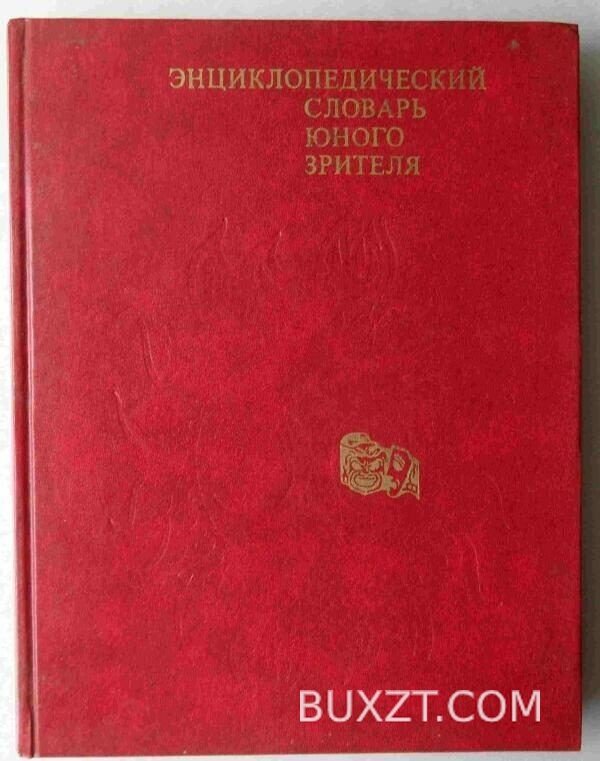 ЭНЦИКЛОПЕДИЧЕСКИЙ
СЛОВАРЬ
ЮНОГО
ЗРИТЕЛЯ
BUXZT.COM